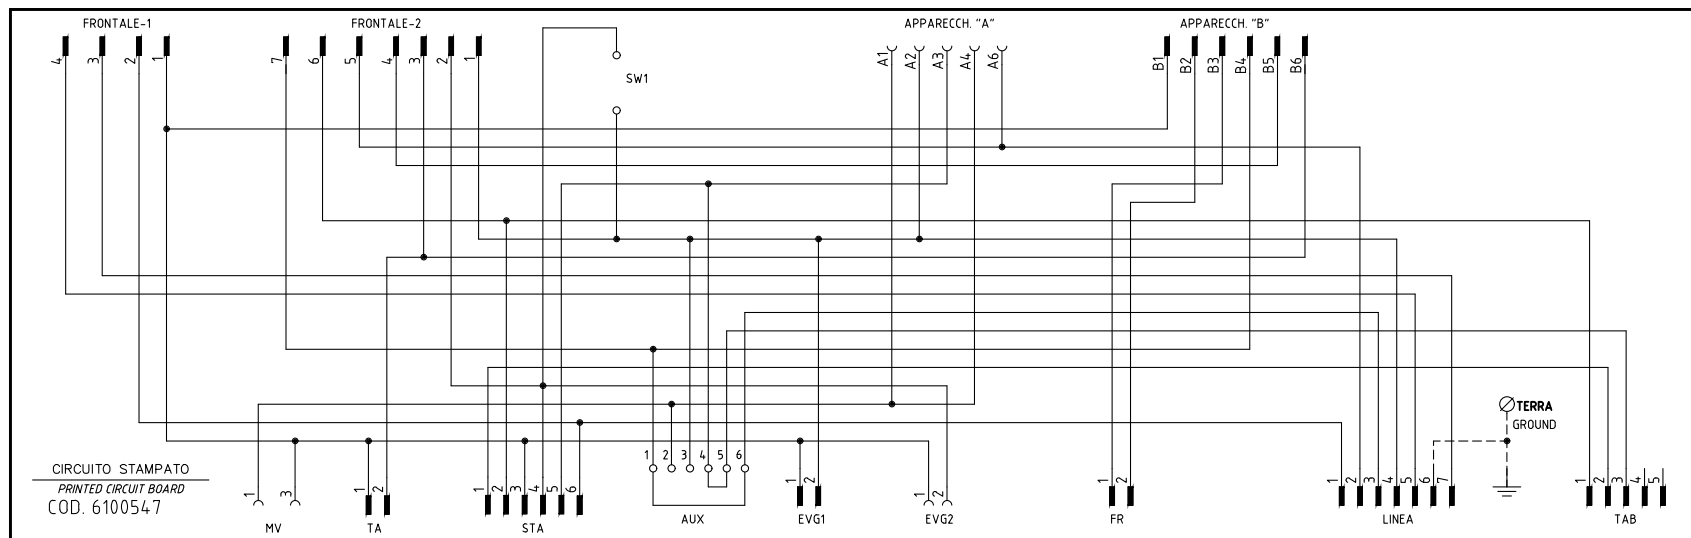 FRONTALE-1 FRONTALE-2 APPARECCH. "A" APPARECCH. "B"
4 3 2 1 7 6 5 4 3 2 1 A1 A2 A3 A4 A6 B1 B2 B3 B4 B5 B6
SW1
TERRA
GROUND
1 2 3 4 5 6
CIRCUITO STAMPATO
PRINTED CIRCUIT BOARD
COD. 6100547
1 3 1 2 1 2 3 4 5 6 1 2 1 2 1 2 1 2 3 4 5 6 7 1 2 3 4 5
MV TA STA AUX EVG1 EVG2 FR LINEA TAB